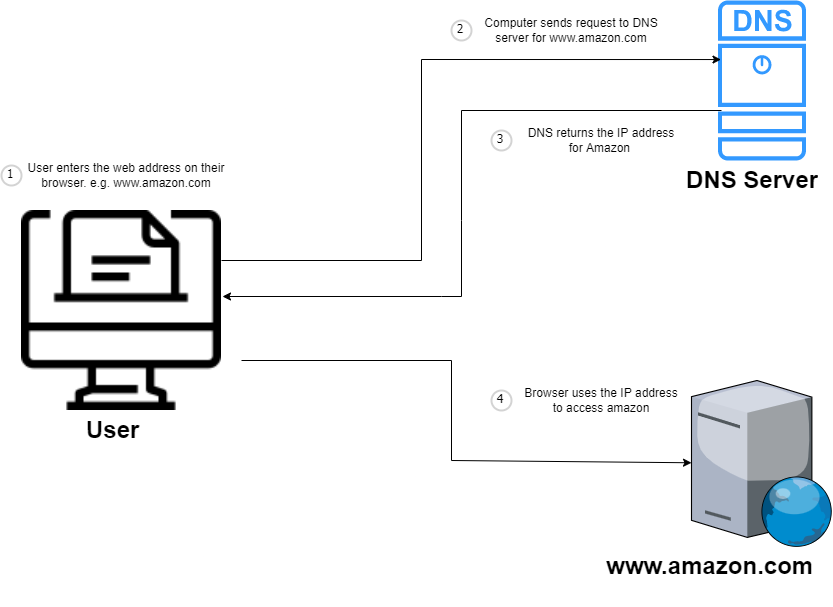 2
Computer sends request to DNS
server for www.amazon.com
DNS
3
DNS returns the IP address
for Amazon
DNS Server
1
User enters the web address on their
browser. e.g. www.amazon.com
User
4
Browser uses the IP address
to access amazon
www.amazon.com